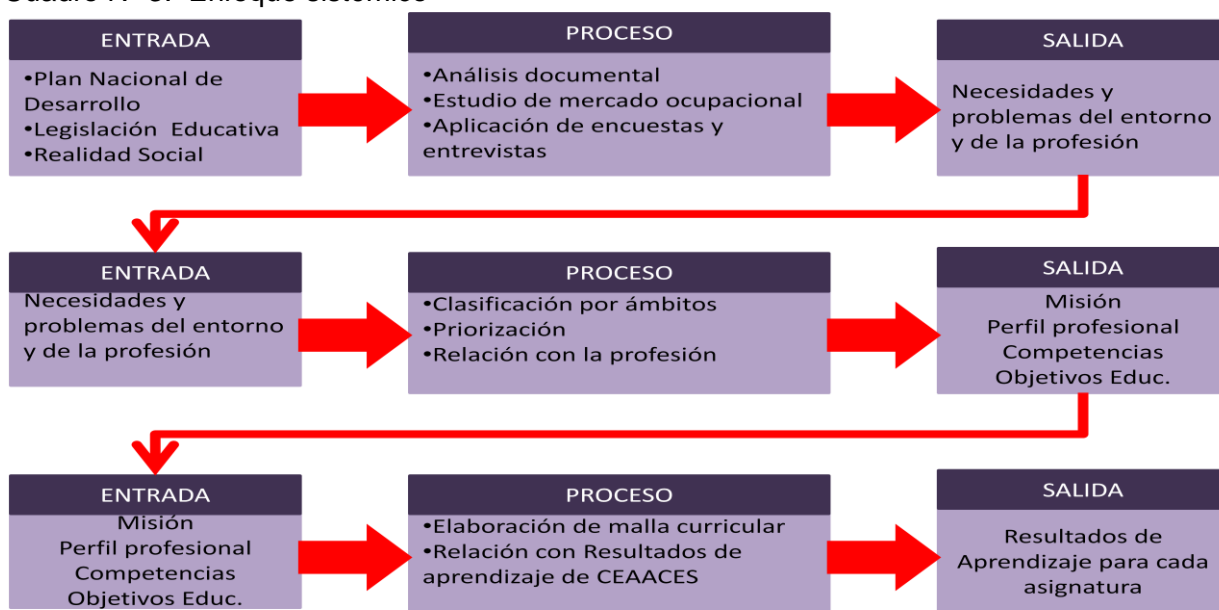 Cuadro N° Enfoque sistémico
ENTRADA
•Plan Nacional de
Desarrollo
•Legislación Educativa
•Realidad Social
PROCESO
•Análisis documental
•Estudio de mercado ocupacional
•Aplicación de encuestas y
entrevistas
SALIDA
Necesidades y
problemas del entorno
y de la profesión
ENTRADA
Necesidades y
problemas del entorno
y de la profesión
PROCESO
•Clasificación por ámbitos
•Priorización
•Relación con la profesión
SALIDA
Misión
Perfil profesional
Competencias
Objetivos Educ.
ENTRADA
Misión
Perfil profesional
Competencias
Objetivos Educ.
PROCESO
•Elaboración de malla curricular
•Relación con Resultados de
aprendizaje de CEAACES
SALIDA
Resultados de
Aprendizaje para cada
asignatura